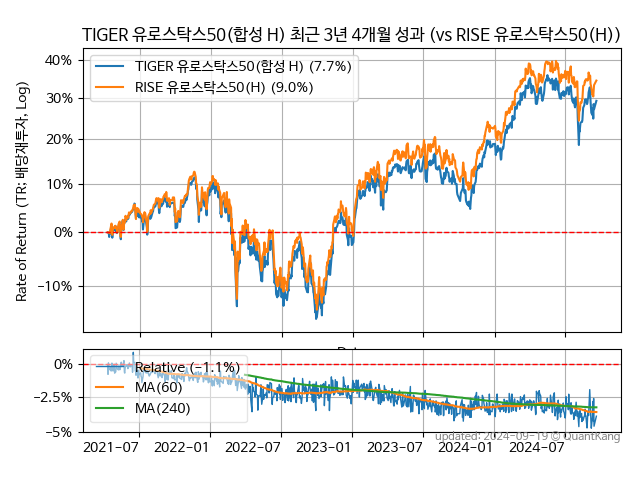 TIGER 유로스탁스50(합성 H) 최근 3년 4개월 성과 (vs RISE 유로스탁스50(H))
Rate of Return (TR: 배당재투자, Log)
40%
30%
20%
10%
0%
−10%
TIGER 유로스탁스50(합성 H) (7.7%)
RISE 유로스탁스50(H) (9.0%)
0%
−2.5%
−5%
Relative (−1.1%)
MA(60)
MA(240)
2021-07 2022-01 2022-07 2023-01 2023-07 2024-01 2024-07
updated: 2024-09-19 © QuantKang